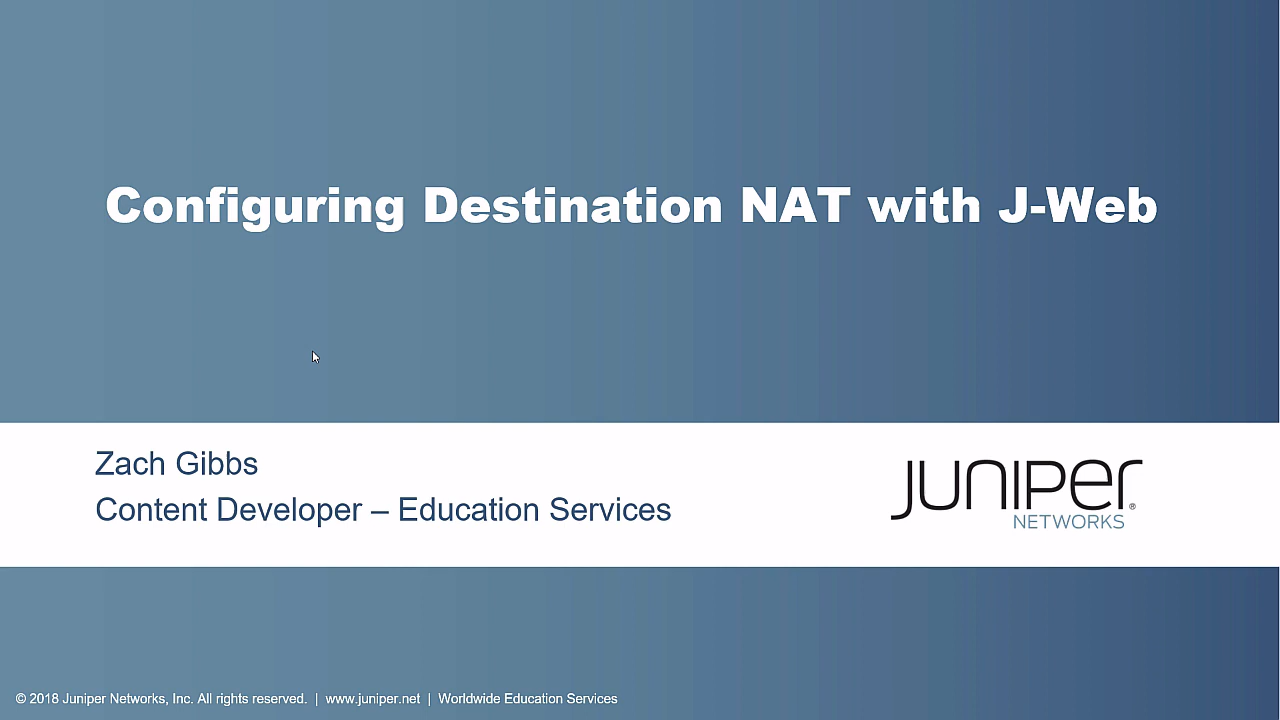 Configuring Destination NAT with J-Web
Zach Gibbs
Content Developer – Education Services
JUNIPer®
NETWORKS
© 2018 Juniper Networks, Inc. All rights reserved. | www.juniper.net | Worldwide Education Services